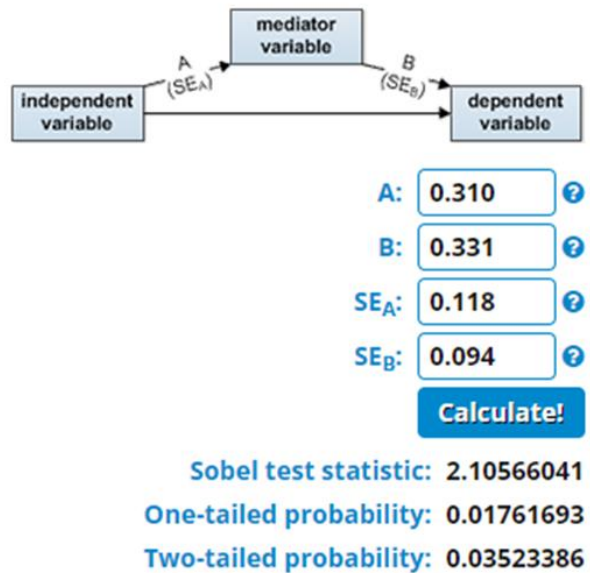 mediator
variable
A
(SEA)
B
(SEB)
independent
variable
dependent
variable
A: 0.310 ?
B: 0.331 ?
SEA: 0.118 ?
SEB: 0.094 ?
Calculate!
Sobel test statistic: 2.10566041
One-tailed probability: 0.01761693
Two-tailed probability: 0.03523386